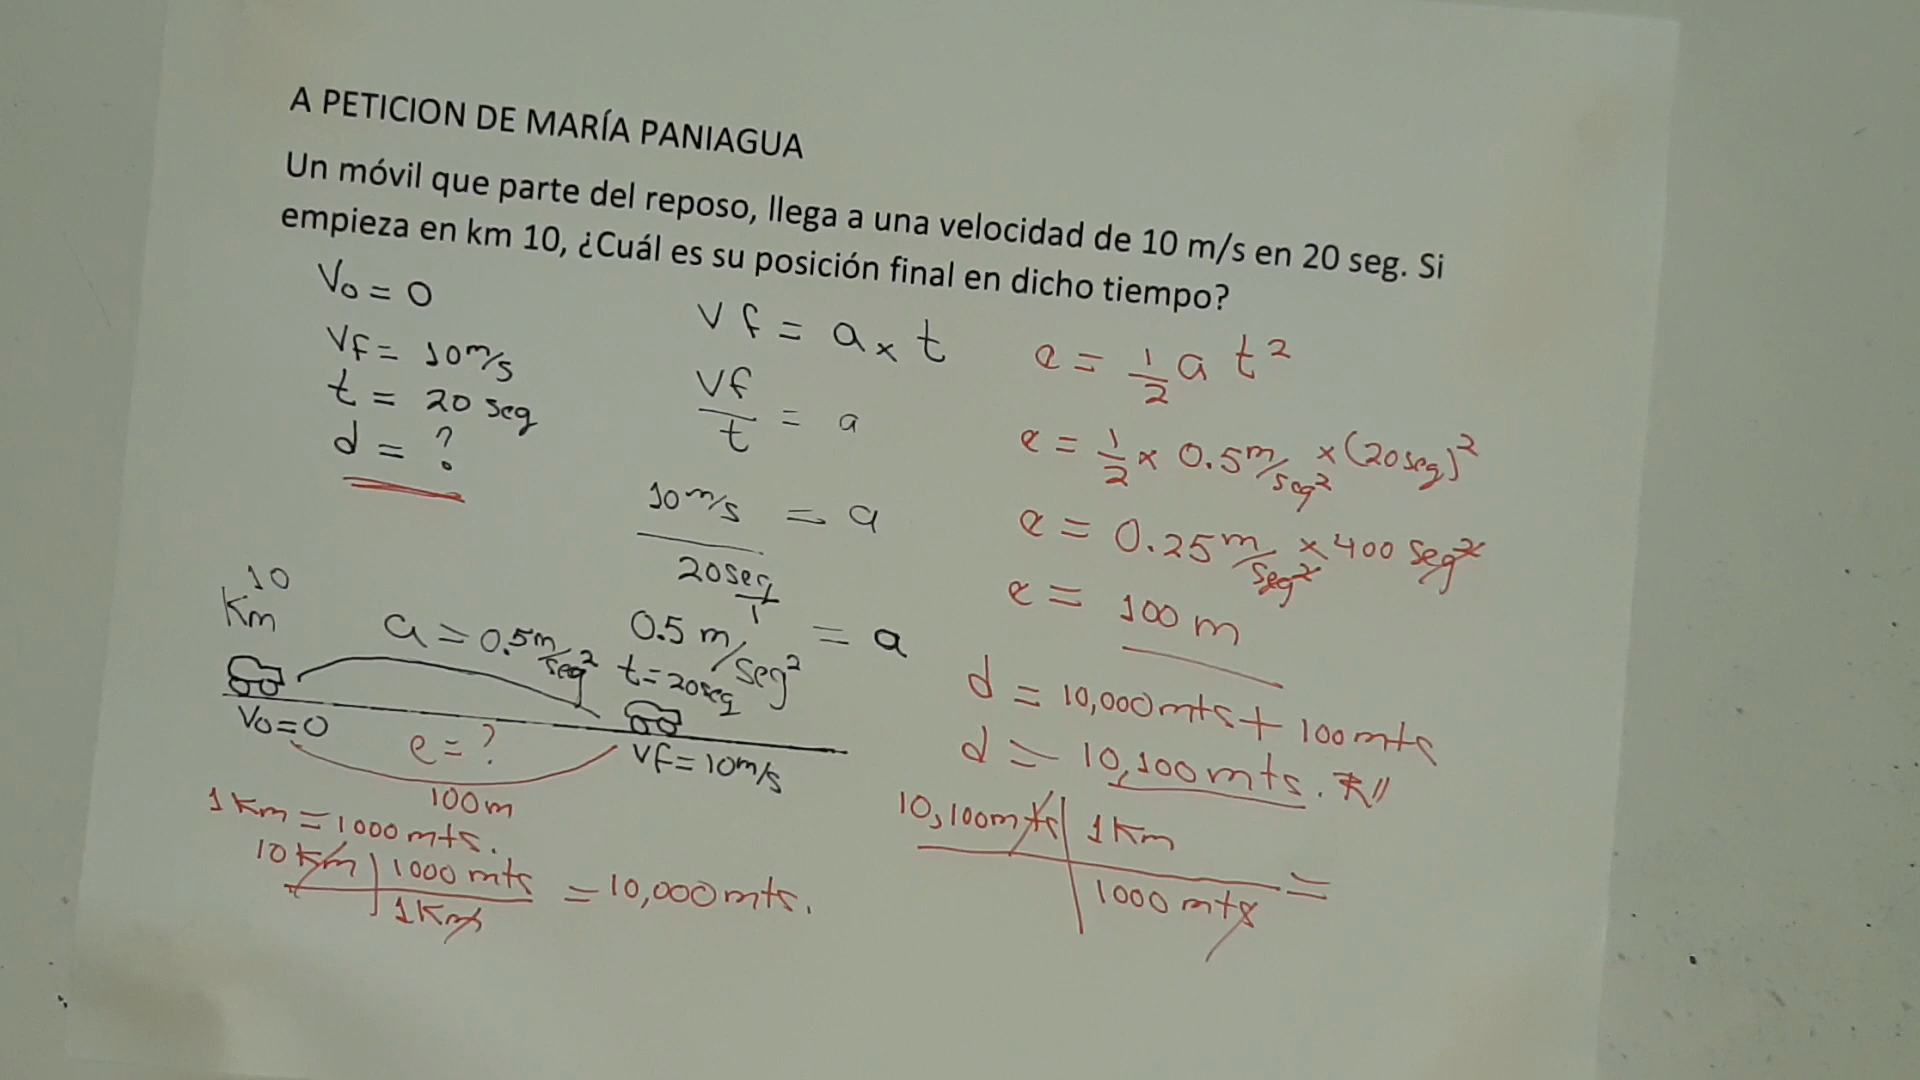 A PETICION DE MARÍA PANIAGUA
Un móvil que parte del reposo, llega a una velocidad de 10 m/s en 20 seg. Si
empieza en km 10, ¿Cuál es su posición final en dicho tiempo?
Vo = 0
Vf = 10 m/s
t = 20 seg
d = ?
Vf = a x t
Vf/t = a
10 m/s / 20 seg/1 = a
0.5 m/seg² = a
10
Km
a = 0.5 m/seg²
t = 20 seg
Vo = 0
e = ?
Vf = 10 m/s
100 m
1 Km = 1000 mts.
10 Km | 1000 mts = 10,000 mts.
1 Km
e = 1/2 a t²
e = 1/2 x 0.5 m/seg² x (20 seg)²
e = 0.25 m/seg² x 400 seg²
e = 100 m
d = 10,000 mts + 100 mts
d = 10,100 mts. R//
10,100 mts | 1 Km =
1000 mts